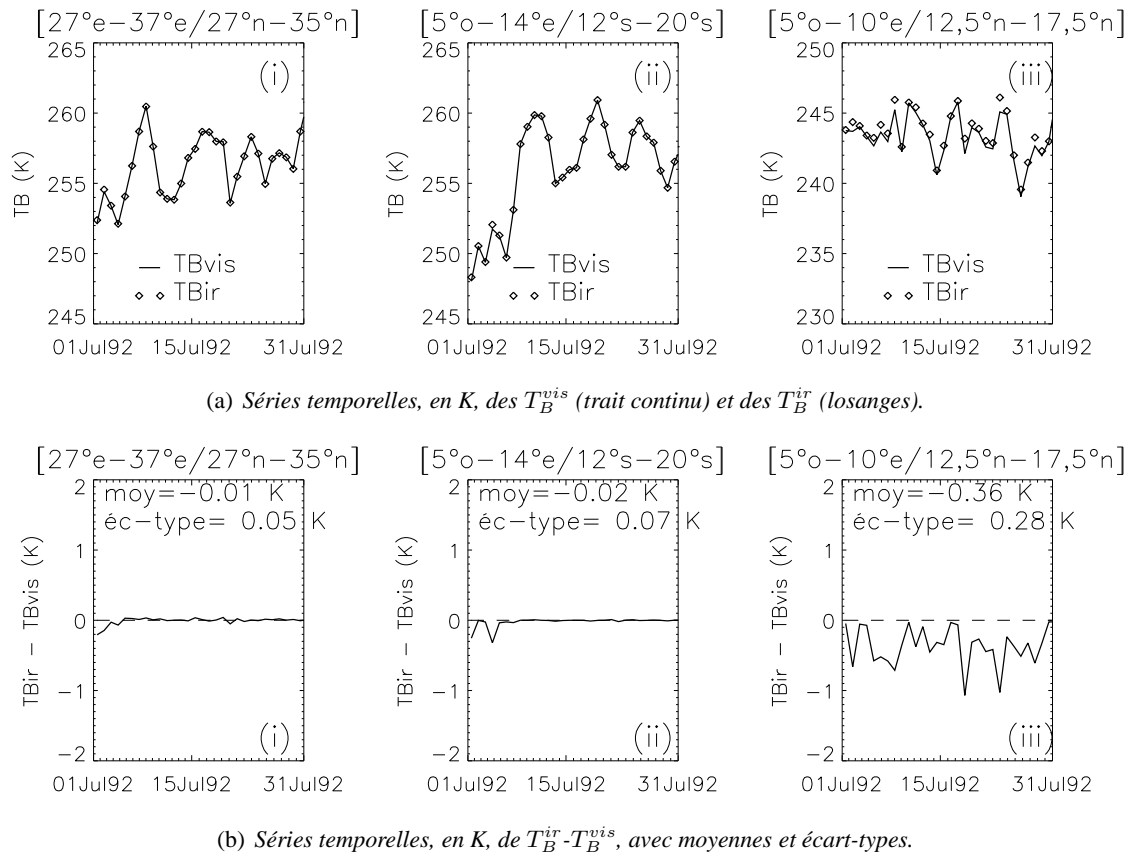 [27°e−37°e/27°n−35°n]
[5°o−14°e/12°s−20°s]
[5°o−10°e/12,5°n−17,5°n]
265
260
255
250
245
TB (K)
(i)
— TBvis
◇ ◇ TBir
01Jul92 15Jul92 31Jul92
265
260
255
250
245
TB (K)
(ii)
— TBvis
◇ ◇ TBir
01Jul92 15Jul92 31Jul92
250
245
240
235
230
TB (K)
(iii)
— TBvis
◇ ◇ TBir
01Jul92 15Jul92 31Jul92
(a) Séries temporelles, en K, des T_B^{vis} (trait continu) et des T_B^{ir} (losanges).
[27°e−37°e/27°n−35°n]
[5°o−14°e/12°s−20°s]
[5°o−10°e/12,5°n−17,5°n]
2
1
0
−1
−2
TBir − TBvis (K)
moy=−0.01 K
éc−type= 0.05 K
(i)
01Jul92 15Jul92 31Jul92
2
1
0
−1
−2
TBir − TBvis (K)
moy=−0.02 K
éc−type= 0.07 K
(ii)
01Jul92 15Jul92 31Jul92
2
1
0
−1
−2
TBir − TBvis (K)
moy=−0.36 K
éc−type= 0.28 K
(iii)
01Jul92 15Jul92 31Jul92
(b) Séries temporelles, en K, de T_B^{ir}-T_B^{vis}, avec moyennes et écart-types.